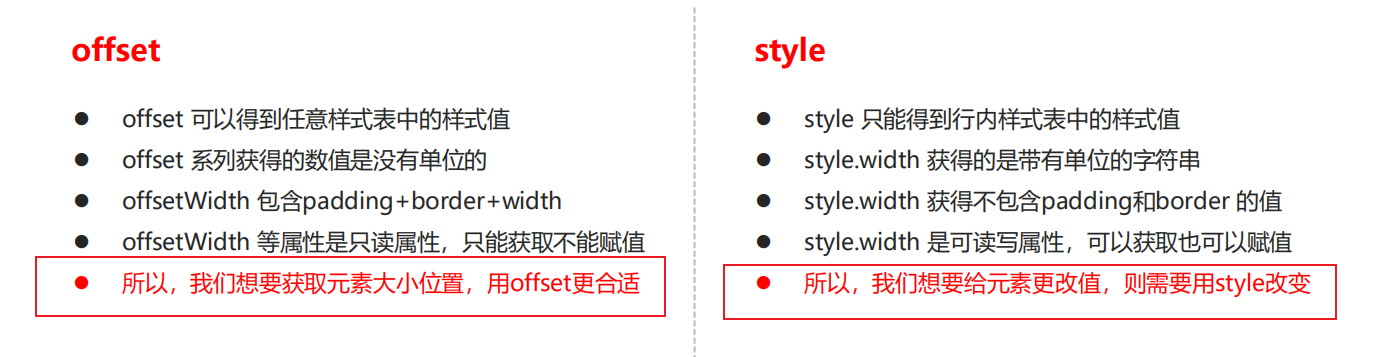 offset
● offset 可以得到任意样式表中的样式值
● offset 系列获得的数值是没有单位的
● offsetWidth 包含padding+border+width
● offsetWidth 等属性是只读属性，只能获取不能赋值
● 所以，我们想要获取元素大小位置，用offset更合适
style
● style 只能得到行内样式表中的样式值
● style.width 获得的是带有单位的字符串
● style.width 获得不包含padding和border 的值
● style.width 是可读写属性，可以获取也可以赋值
● 所以，我们想要给元素更改值，则需要用style改变